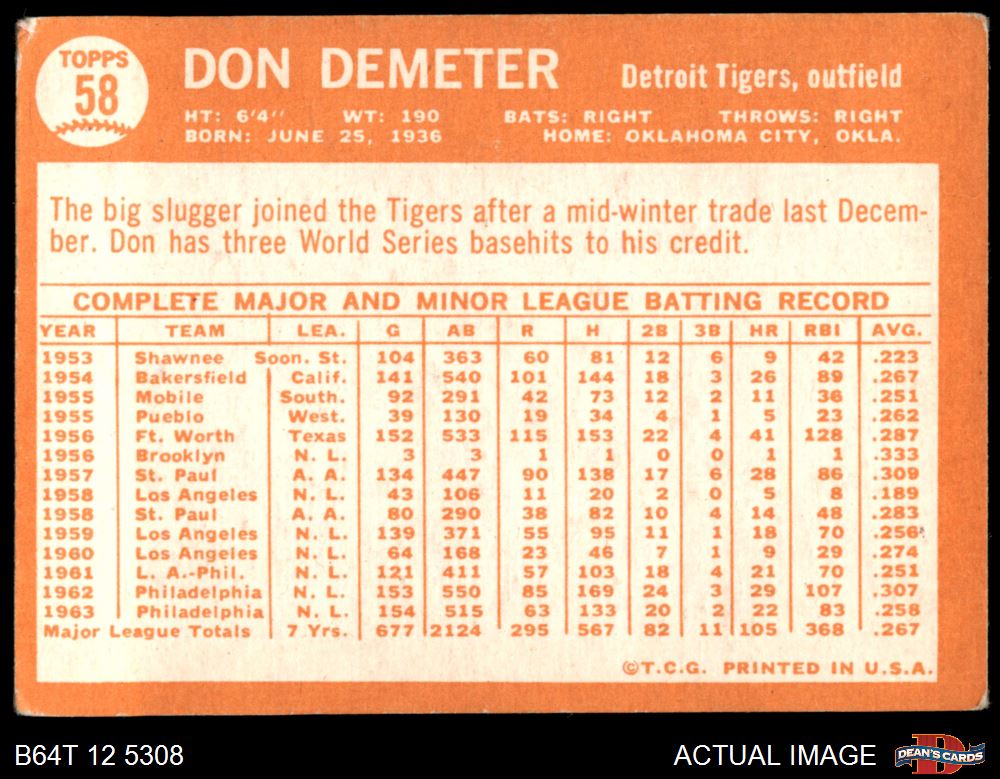 TOPPS
58
DON DEMETER Detroit Tigers, outfield
HT: 6'4" WT: 190 BATS: RIGHT THROWS: RIGHT
BORN: JUNE 25, 1936 HOME: OKLAHOMA CITY, OKLA.
The big slugger joined the Tigers after a mid-winter trade last Decem-
ber. Don has three World Series basehits to his credit.
COMPLETE MAJOR AND MINOR LEAGUE BATTING RECORD
YEAR TEAM LEA. G AB R H 2B 3B HR RBI AVG.
1953 Shawnee Soon. St. 104 363 60 81 12 6 9 42 .223
1954 Bakersfield Calif. 141 540 101 144 18 3 26 89 .267
1955 Mobile South. 92 291 42 73 12 2 11 36 .251
1955 Pueblo West. 39 130 19 34 4 1 5 23 .262
1956 Ft. Worth Texas 152 533 115 153 22 4 41 128 .287
1956 Brooklyn N. L. 3 3 1 1 0 0 1 1 .333
1957 St. Paul A. A. 134 447 90 138 17 6 28 86 .309
1958 Los Angeles N. L. 43 106 11 20 2 0 5 8 .189
1958 St. Paul A. A. 80 290 38 82 10 4 14 48 .283
1959 Los Angeles N. L. 139 371 55 95 11 1 18 70 .256
1960 Los Angeles N. L. 64 168 23 46 7 1 9 29 .274
1961 L. A.-Phil. N. L. 121 411 57 103 18 4 21 70 .251
1962 Philadelphia N. L. 153 550 85 169 24 3 29 107 .307
1963 Philadelphia N. L. 154 515 63 133 20 2 22 83 .258
Major League Totals 7 Yrs. 677 2124 295 567 82 11 105 368 .267
©T.C.G. PRINTED IN U.S.A.
B64T 12 5308 ACTUAL IMAGE D DEAN'S CARDS